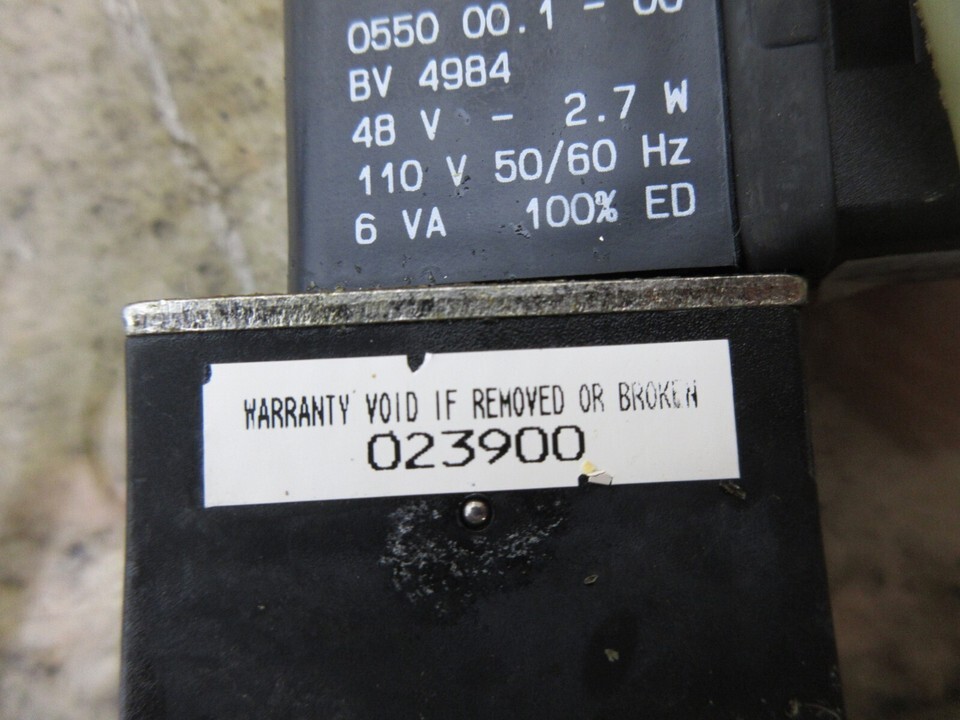 0550 00.1 - 00
BV 4984
48 V - 2.7 W
110 V 50/60 Hz
6 VA 100% ED
WARRANTY VOID IF REMOVED OR BROKEN
023900